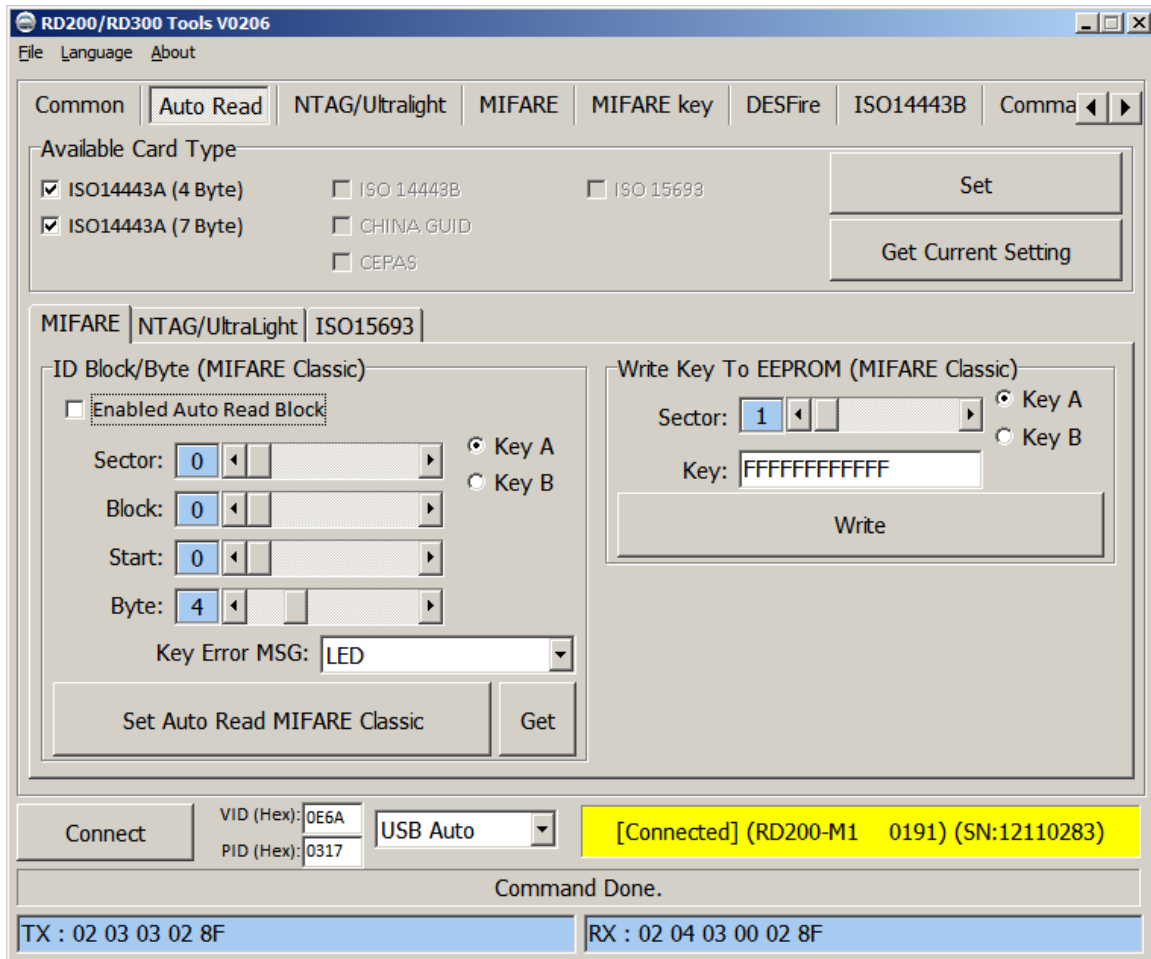 RD200/RD300 Tools V0206
File Language About
Common Auto Read NTAG/Ultralight MIFARE MIFARE key DESFire ISO14443B Comma
Available Card Type
ISO14443A (4 Byte) ISO 14443B ISO 15693 Set
ISO14443A (7 Byte) CHINA GUID
CEPAS Get Current Setting
MIFARE NTAG/UltraLight ISO15693
ID Block/Byte (MIFARE Classic)
Enabled Auto Read Block
Sector: 0 Key A
Key B
Block: 0
Start: 0
Byte: 4
Key Error MSG: LED
Set Auto Read MIFARE Classic Get
Write Key To EEPROM (MIFARE Classic)
Sector: 1 Key A
Key B
Key: FFFFFFFFFFFF
Write
Connect VID (Hex): 0E6A USB Auto [Connected] (RD200-M1 0191) (SN:12110283)
PID (Hex): 0317
Command Done.
TX : 02 03 03 02 8F RX : 02 04 03 00 02 8F